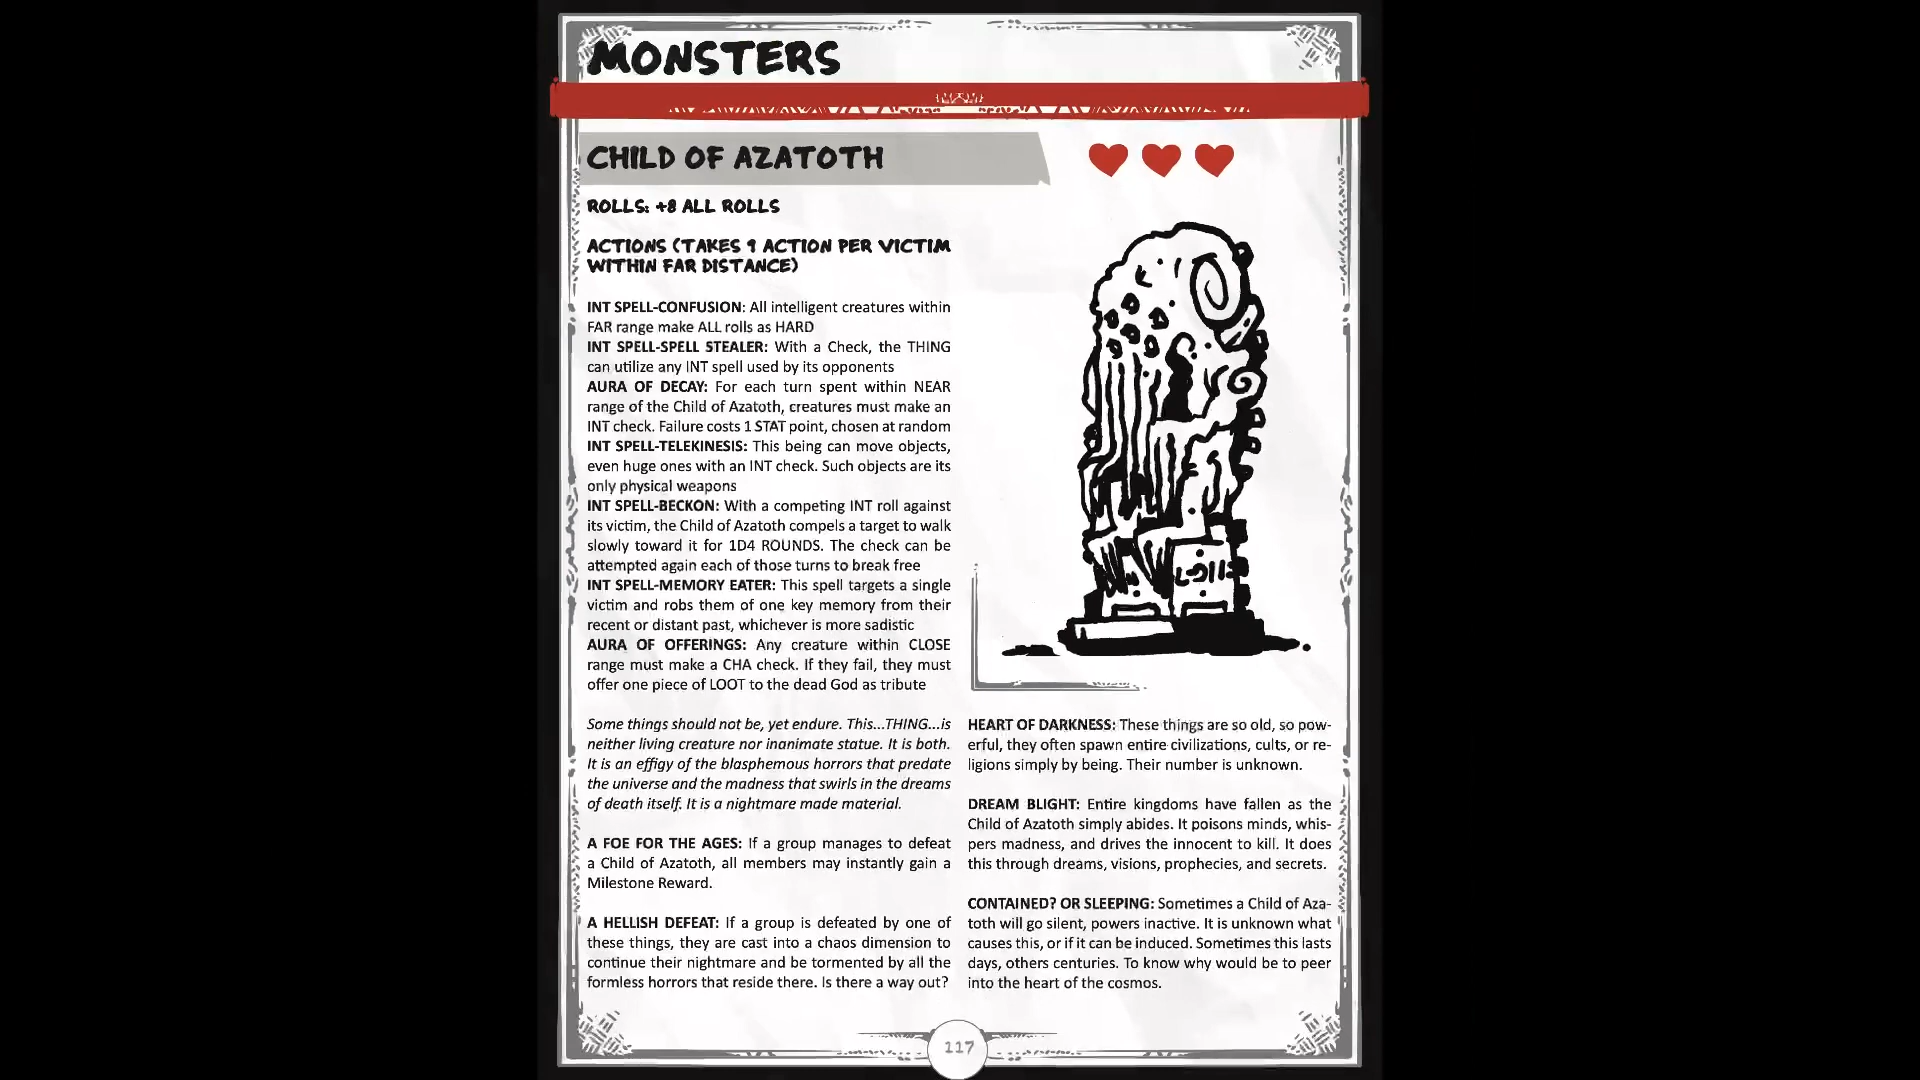 MONSTERS
CHILD OF AZATOTH
ROLLS: +8 ALL ROLLS
ACTIONS (TAKES 1 ACTION PER VICTIM
WITHIN FAR DISTANCE)
INT SPELL-CONFUSION: All intelligent creatures within
FAR range make ALL rolls as HARD
INT SPELL-SPELL STEALER: With a Check, the THING
can utilize any INT spell used by its opponents
AURA OF DECAY: For each turn spent within NEAR
range of the Child of Azatoth, creatures must make an
INT check. Failure costs 1 STAT point, chosen at random
INT SPELL-TELEKINESIS: This being can move objects,
even huge ones with an INT check. Such objects are its
only physical weapons
INT SPELL-BECKON: With a competing INT roll against
its victim, the Child of Azatoth compels a target to walk
slowly toward it for 1D4 ROUNDS. The check can be
attempted again each of those turns to break free
INT SPELL-MEMORY EATER: This spell targets a single
victim and robs them of one key memory from their
recent or distant past, whichever is more sadistic
AURA OF OFFERINGS: Any creature within CLOSE
range must make a CHA check. If they fail, they must
offer one piece of LOOT to the dead God as tribute
Some things should not be, yet endure. This...THING...is
neither living creature nor inanimate statue. It is both.
It is an effigy of the blasphemous horrors that predate
the universe and the madness that swirls in the dreams
of death itself. It is a nightmare made material.
A FOE FOR THE AGES: If a group manages to defeat
a Child of Azatoth, all members may instantly gain a
Milestone Reward.
A HELLISH DEFEAT: If a group is defeated by one of
these things, they are cast into a chaos dimension to
continue their nightmare and be tormented by all the
formless horrors that reside there. Is there a way out?
HEART OF DARKNESS: These things are so old, so pow-
erful, they often spawn entire civilizations, cults, or re-
ligions simply by being. Their number is unknown.
DREAM BLIGHT: Entire kingdoms have fallen as the
Child of Azatoth simply abides. It poisons minds, whis-
pers madness, and drives the innocent to kill. It does
this through dreams, visions, prophecies, and secrets.
CONTAINED? OR SLEEPING: Sometimes a Child of Aza-
toth will go silent, powers inactive. It is unknown what
causes this, or if it can be induced. Sometimes this lasts
days, others centuries. To know why would be to peer
into the heart of the cosmos.
117